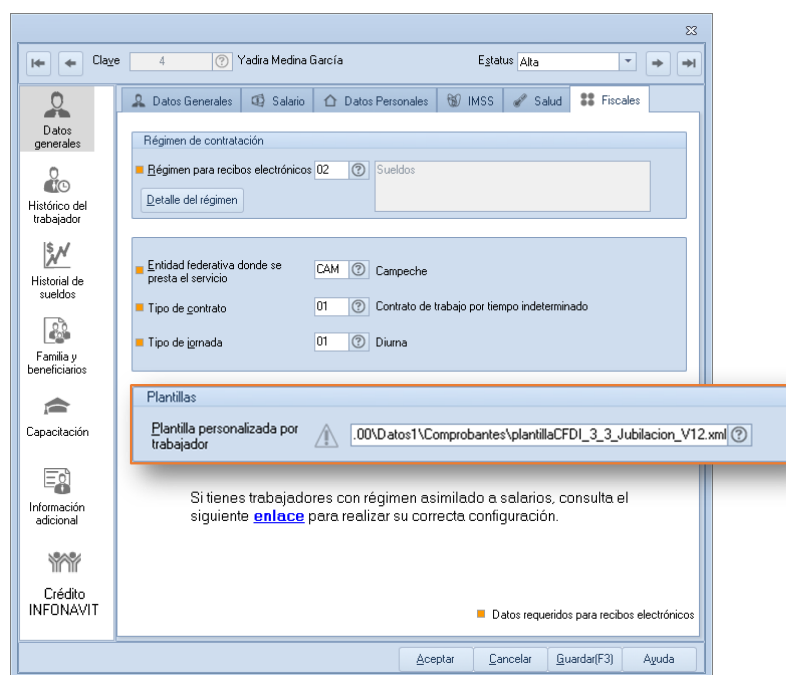 Clave 4 Yadira Medina García Estatus Alta
Datos Generales Salario Datos Personales IMSS Salud Fiscales
Datos
generales
Histórico del
trabajador
Historial de
sueldos
Familia y
beneficiarios
Capacitación
Información
adicional
Crédito
INFONAVIT
Régimen de contratación
Régimen para recibos electrónicos 02 Sueldos
Detalle del régimen
Entidad federativa donde se
presta el servicio
CAM Campeche
Tipo de contrato 01 Contrato de trabajo por tiempo indeterminado
Tipo de jornada 01 Diurna
Plantillas
Plantilla personalizada por
trabajador
.00\Datos1\Comprobantes\plantillaCFDI_3_3_Jubilacion_V12.xml
Si tienes trabajadores con régimen asimilado a salarios, consulta el
siguiente enlace para realizar su correcta configuración.
Datos requeridos para recibos electrónicos
Aceptar Cancelar Guardar(F3) Ayuda